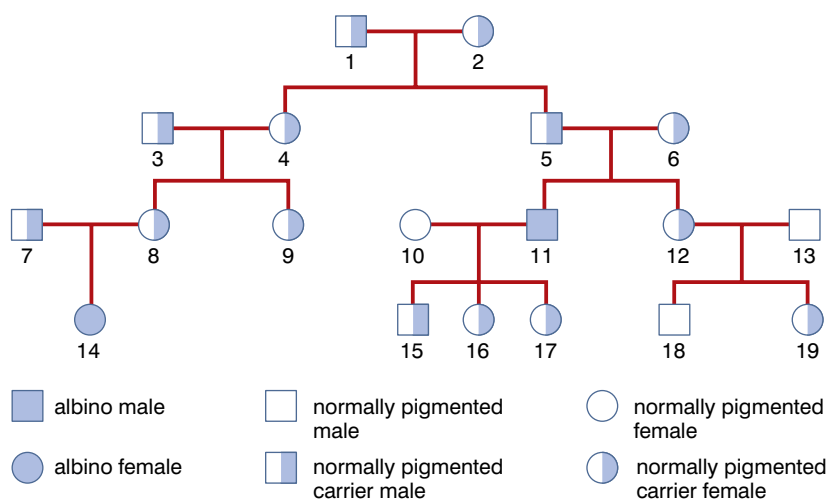 1
2
3
4
5
6
7
8
9
10
11
12
13
14
15
16
17
18
19
albino male
normally pigmented
male
normally pigmented
female
albino female
normally pigmented
carrier male
normally pigmented
carrier female